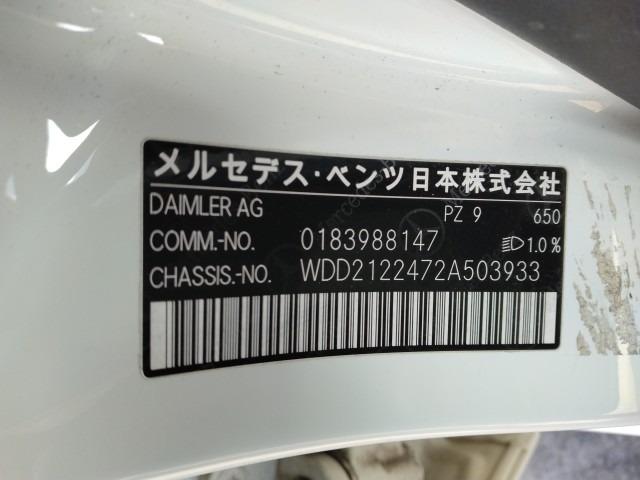 メルセデス・ベンツ日本株式会社
DAIMLER AG PZ 9 650
COMM.-NO. 0183988147 1.0%
CHASSIS.-NO. WDD2122472A503933